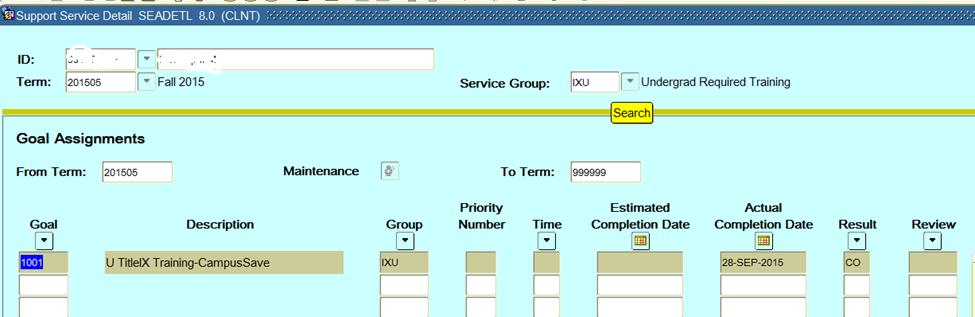 Support Service Detail SEADETL 8.0 (CLNT)
ID:
Term: 201505 Fall 2015 Service Group: IXU Undergrad Required Training
Search
Goal Assignments
From Term: 201505 Maintenance To Term: 999999
Priority Estimated Actual
Goal Description Group Number Time Completion Date Completion Date Result Review
1001 U TitleIX Training-CampusSave IXU 28-SEP-2015 CO